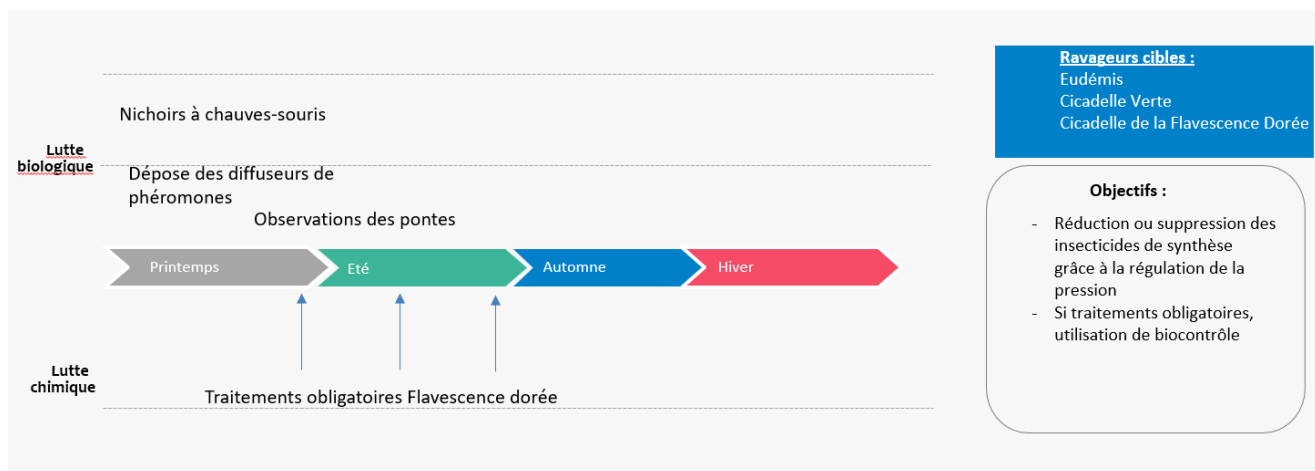 Nichoirs à chauves-souris
Lutte
biologique
Dépose des diffuseurs de
phéromones
Observations des pontes
Printemps
Eté
Automne
Hiver
Lutte
chimique
Traitements obligatoires Flavescence dorée
Ravageurs cibles :
Eudémis
Cicadelle Verte
Cicadelle de la Flavescence Dorée
Objectifs :
- Réduction ou suppression des
insecticides de synthèse
grâce à la régulation de la
pression
- Si traitements obligatoires,
utilisation de biocontrôle